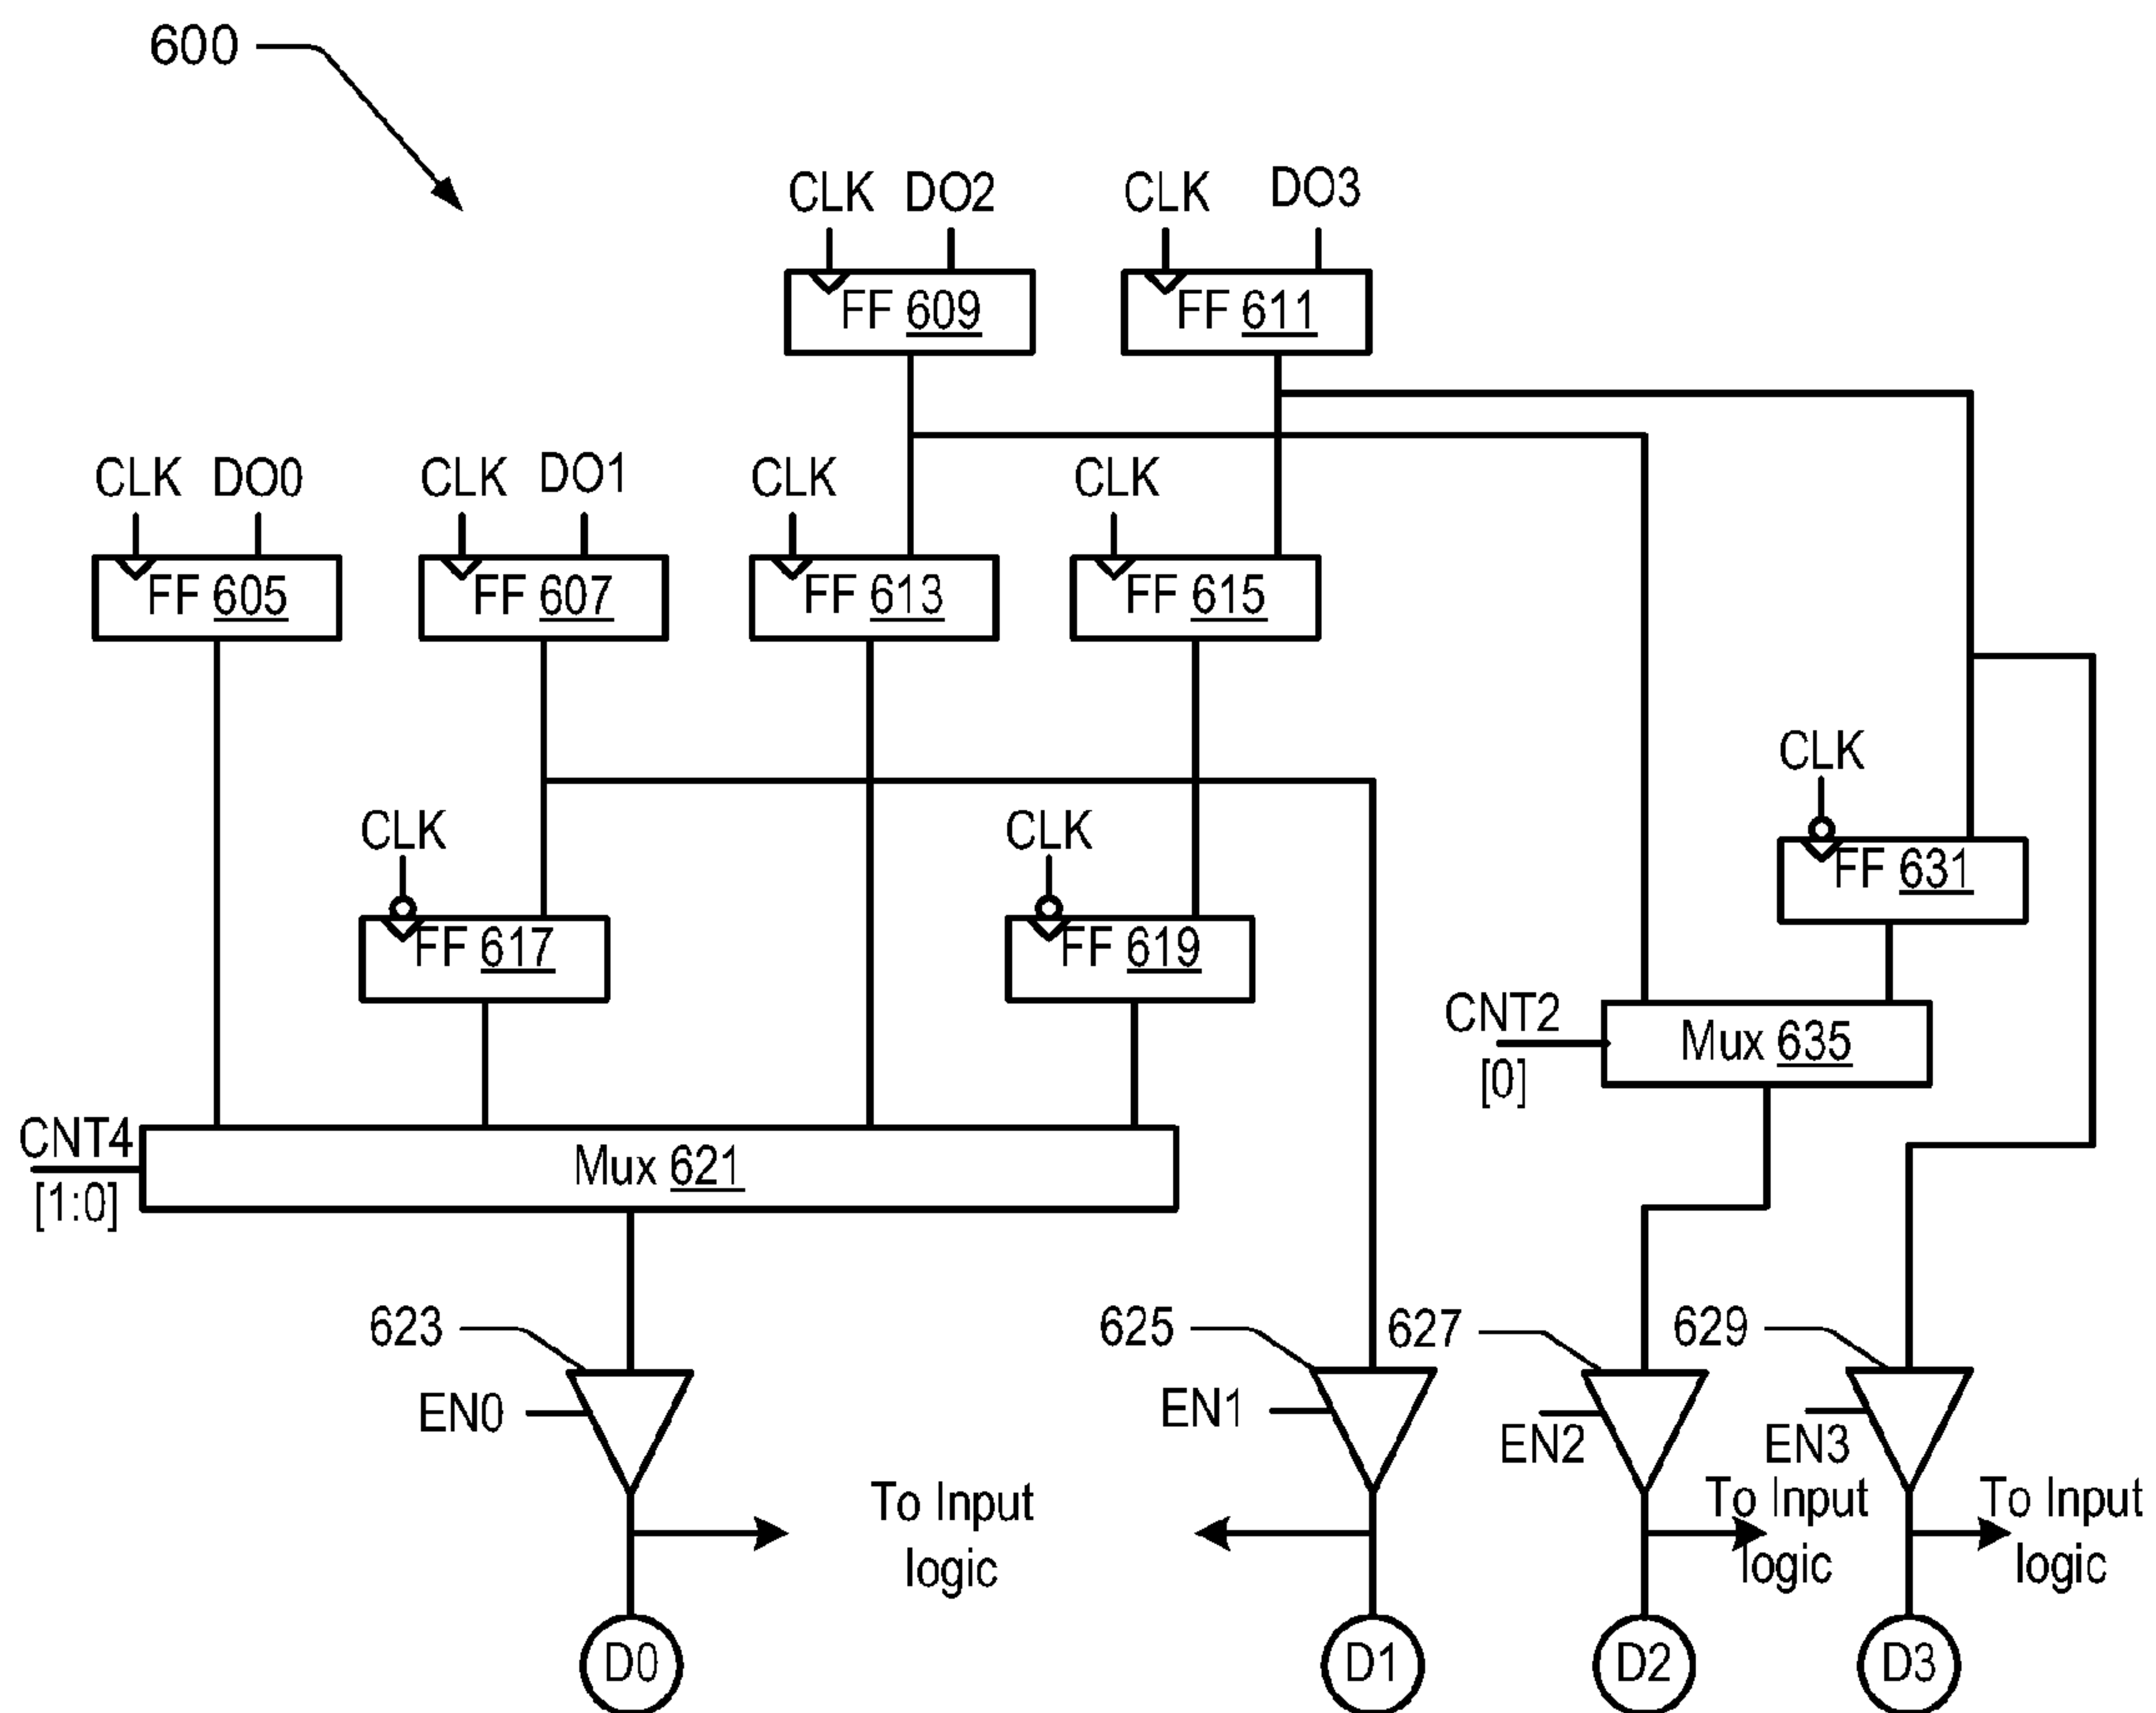 600
CLK DO2 CLK DO3
FF 609 FF 611
CLK DO0 CLK DO1 CLK CLK
FF 605 FF 607 FF 613 FF 615
CLK
CLK CLK
FF 631
FF 617 FF 619
CNT2
[0]
Mux 635
CNT4
[1:0]
Mux 621
623 625 627 629
EN0 EN1 EN2 EN3
To Input
logic
To Input
logic
To Input
logic
D0 D1 D2 D3